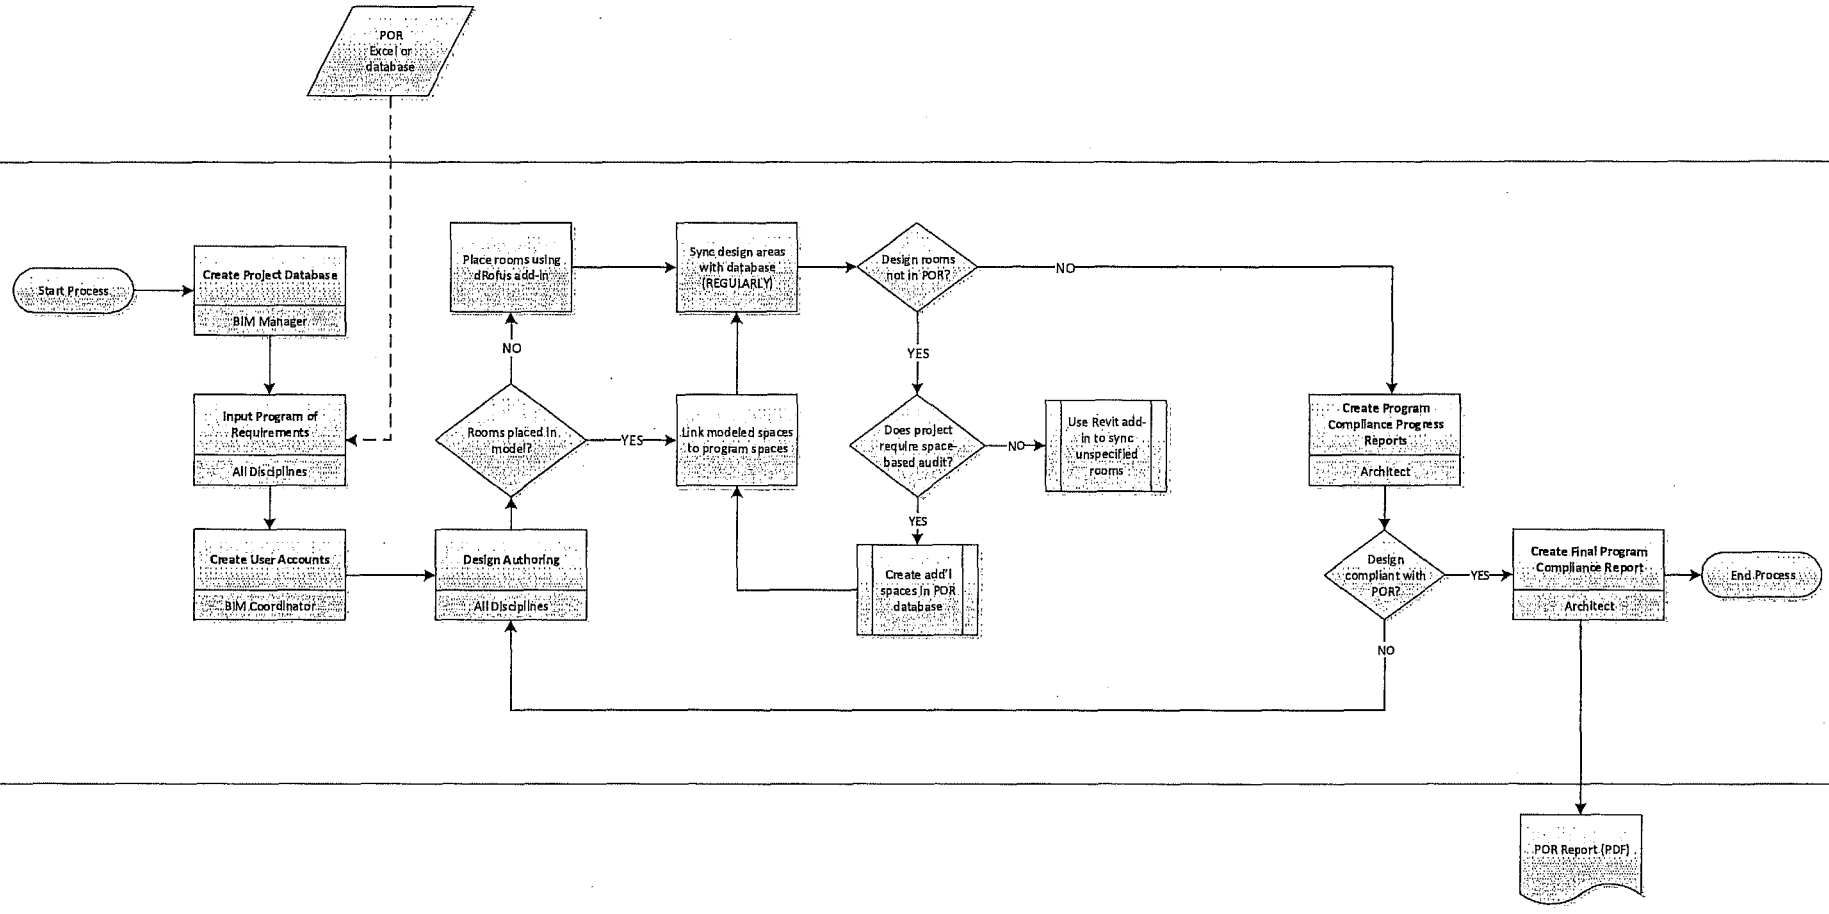 POR
Excel or
database
Start Process
Create Project Database
BIM Manager
Input Program of
Requirements
All Disciplines
Create User Accounts
BIM Coordinator
Design Authoring
All Disciplines
Rooms placed in
model?
NO
YES
Place rooms using
dRofus add-in
Link modeled spaces
to program spaces
Sync design areas
with database
(REGULARLY)
Design rooms
not in POR?
NO
YES
Does project
require space-
based audit?
NO
YES
Use Revit add-
in to sync
unspecified
rooms
Create add'l
spaces in POR
database
Create Program
Compliance Progress
Reports
Architect
Design
compliant with
POR?
YES
NO
Create Final Program
Compliance Report
Architect
End Process
POR Report (PDF)